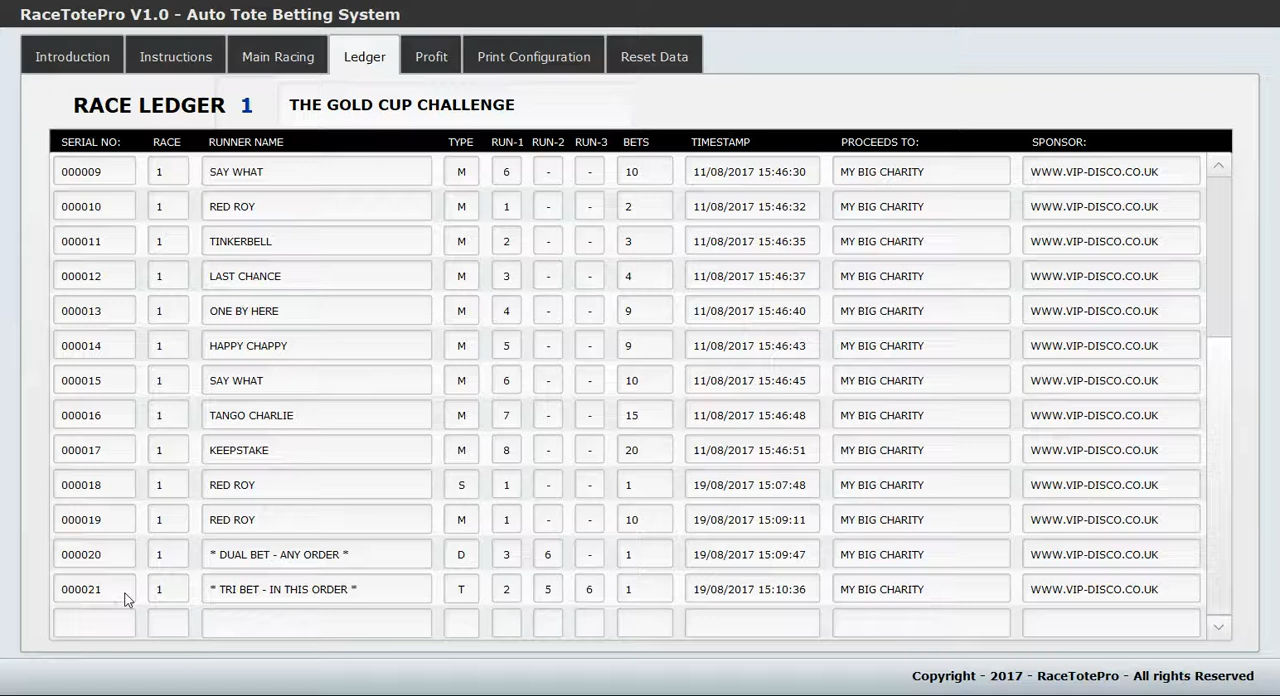 RaceTotePro V1.0 - Auto Tote Betting System
Introduction Instructions Main Racing Ledger Profit Print Configuration Reset Data
RACE LEDGER 1 THE GOLD CUP CHALLENGE
SERIAL NO: RACE RUNNER NAME TYPE RUN-1 RUN-2 RUN-3 BETS TIMESTAMP PROCEEDS TO: SPONSOR:
000009 1 SAY WHAT M 6 - - 10 11/08/2017 15:46:30 MY BIG CHARITY WWW.VIP-DISCO.CO.UK
000010 1 RED ROY M 1 - - 2 11/08/2017 15:46:32 MY BIG CHARITY WWW.VIP-DISCO.CO.UK
000011 1 TINKERBELL M 2 - - 3 11/08/2017 15:46:35 MY BIG CHARITY WWW.VIP-DISCO.CO.UK
000012 1 LAST CHANCE M 3 - - 4 11/08/2017 15:46:37 MY BIG CHARITY WWW.VIP-DISCO.CO.UK
000013 1 ONE BY HERE M 4 - - 9 11/08/2017 15:46:40 MY BIG CHARITY WWW.VIP-DISCO.CO.UK
000014 1 HAPPY CHAPPY M 5 - - 9 11/08/2017 15:46:43 MY BIG CHARITY WWW.VIP-DISCO.CO.UK
000015 1 SAY WHAT M 6 - - 10 11/08/2017 15:46:45 MY BIG CHARITY WWW.VIP-DISCO.CO.UK
000016 1 TANGO CHARLIE M 7 - - 15 11/08/2017 15:46:48 MY BIG CHARITY WWW.VIP-DISCO.CO.UK
000017 1 KEEPSTAKE M 8 - - 20 11/08/2017 15:46:51 MY BIG CHARITY WWW.VIP-DISCO.CO.UK
000018 1 RED ROY S 1 - - 1 19/08/2017 15:07:48 MY BIG CHARITY WWW.VIP-DISCO.CO.UK
000019 1 RED ROY M 1 - - 10 19/08/2017 15:09:11 MY BIG CHARITY WWW.VIP-DISCO.CO.UK
000020 1 * DUAL BET - ANY ORDER * D 3 6 - 1 19/08/2017 15:09:47 MY BIG CHARITY WWW.VIP-DISCO.CO.UK
000021 1 * TRI BET - IN THIS ORDER * T 2 5 6 1 19/08/2017 15:10:36 MY BIG CHARITY WWW.VIP-DISCO.CO.UK
Copyright - 2017 - RaceTotePro - All rights Reserved